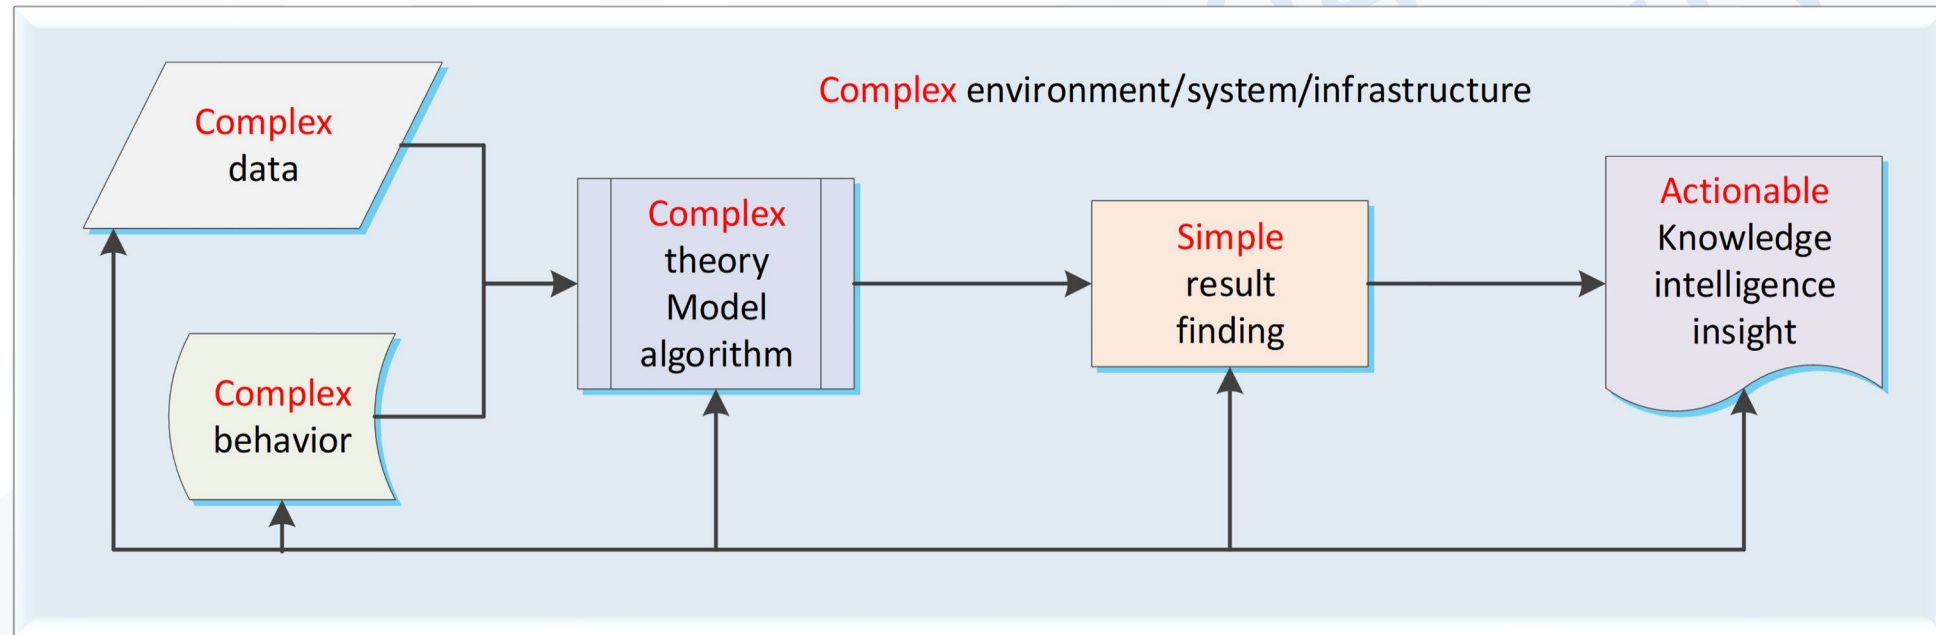 Complex environment/system/infrastructure
Complex
data
Complex
behavior
Complex
theory
Model
algorithm
Simple
result
finding
Actionable
Knowledge
intelligence
insight